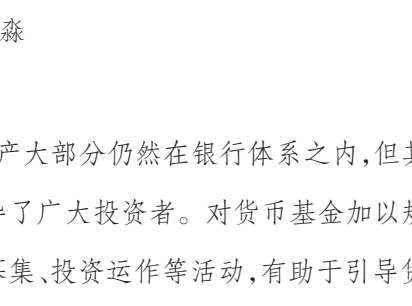 淼
产大部分仍然在银行体系之内,但其
导了广大投资者。对货币基金加以规
募集、投资运作等活动,有助于引导货